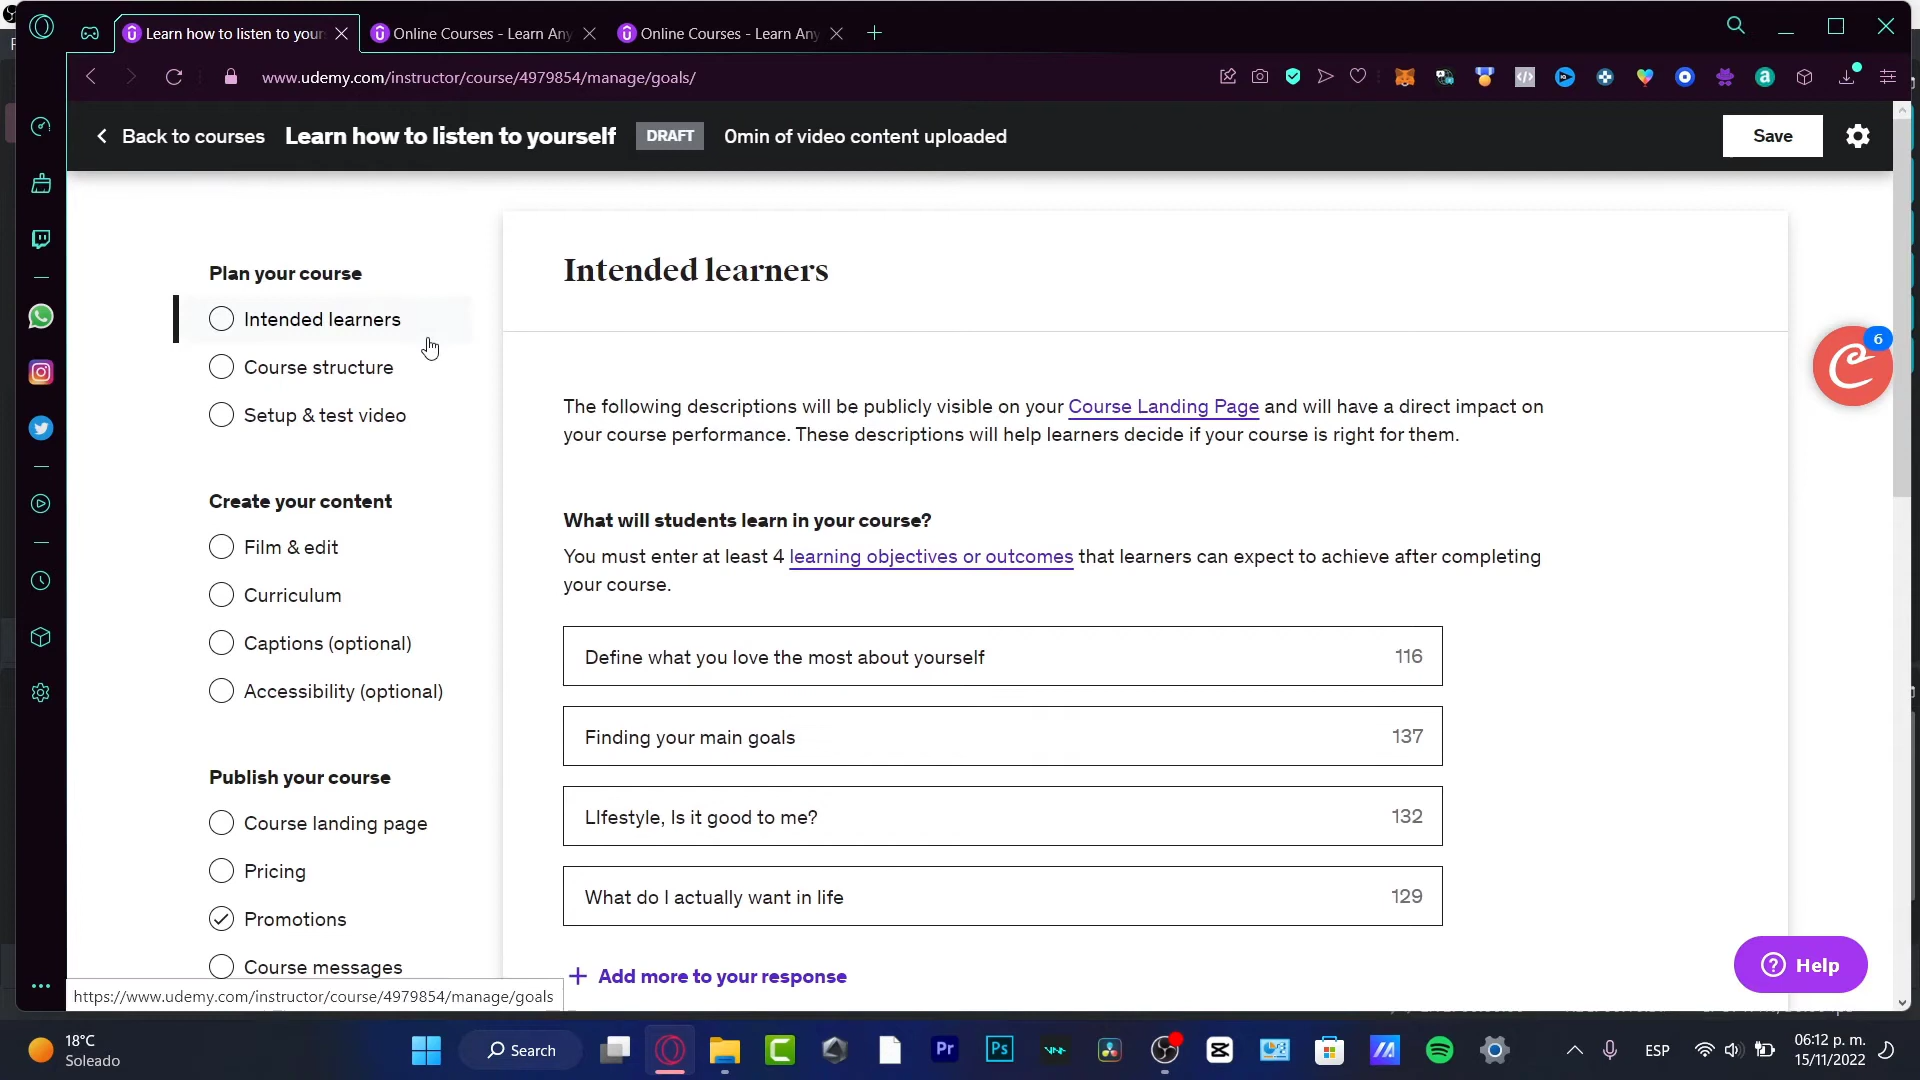 Learn how to listen to your
Online Courses - Learn Any
Online Courses - Learn Any
www.udemy.com/instructor/course/4979854/manage/goals/
Back to courses
Learn how to listen to yourself
DRAFT
0min of video content uploaded
Save
Plan your course
Intended learners
Course structure
Setup & test video
Create your content
Film & edit
Curriculum
Captions (optional)
Accessibility (optional)
Publish your course
Course landing page
Pricing
Promotions
Course messages
https://www.udemy.com/instructor/course/4979854/manage/goals
Intended learners
The following descriptions will be publicly visible on your Course Landing Page and will have a direct impact on
your course performance. These descriptions will help learners decide if your course is right for them.
What will students learn in your course?
You must enter at least 4 learning objectives or outcomes that learners can expect to achieve after completing
your course.
Define what you love the most about yourself 116
Finding your main goals 137
LIfestyle, Is it good to me? 132
What do I actually want in life 129
+ Add more to your response
6
Help
18°C
Soleado
Search
Pr
Ps
ESP
06:12 p. m.
15/11/2022